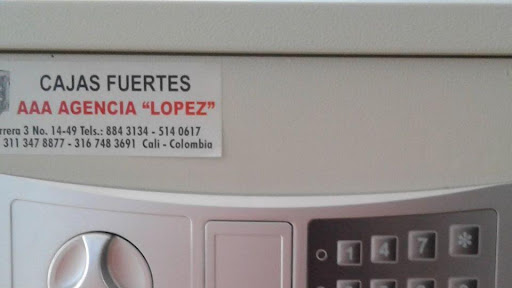 CAJAS FUERTES
AAA AGENCIA “LOPEZ”
rrera 3 No. 14-49 Tels.: 884 3134 - 514 0617
311 347 8877 - 316 748 3691 Cali - Colombia
1 4 7 *